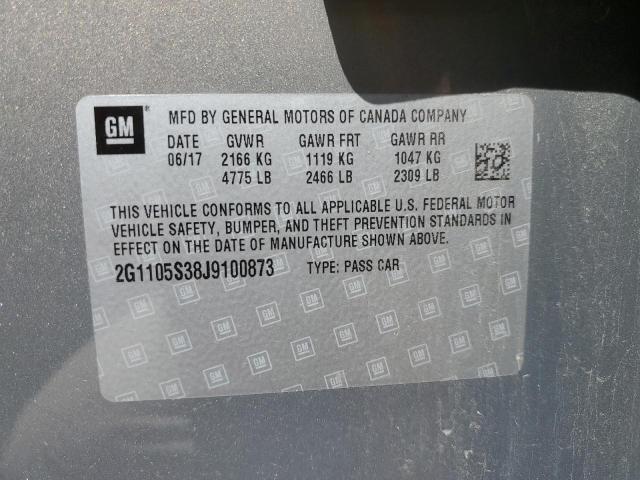 GM
MFD BY GENERAL MOTORS OF CANADA COMPANY
DATE GVWR GAWR FRT GAWR RR
06/17 2166 KG 1119 KG 1047 KG
4775 LB 2466 LB 2309 LB
THIS VEHICLE CONFORMS TO ALL APPLICABLE U.S. FEDERAL MOTOR
VEHICLE SAFETY, BUMPER, AND THEFT PREVENTION STANDARDS IN
EFFECT ON THE DATE OF MANUFACTURE SHOWN ABOVE.
2G1105S38J9100873 TYPE: PASS CAR